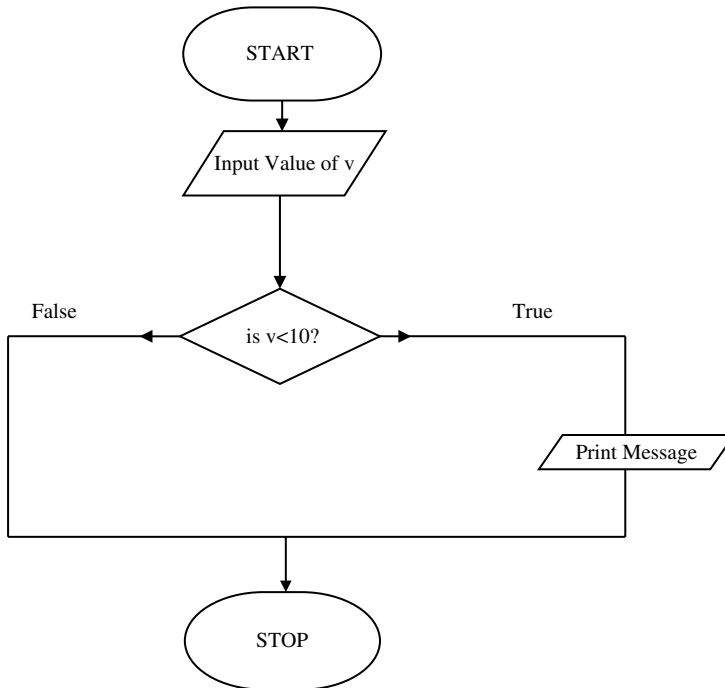 START
Input Value of v
False
True
is v<10?
Print Message
STOP